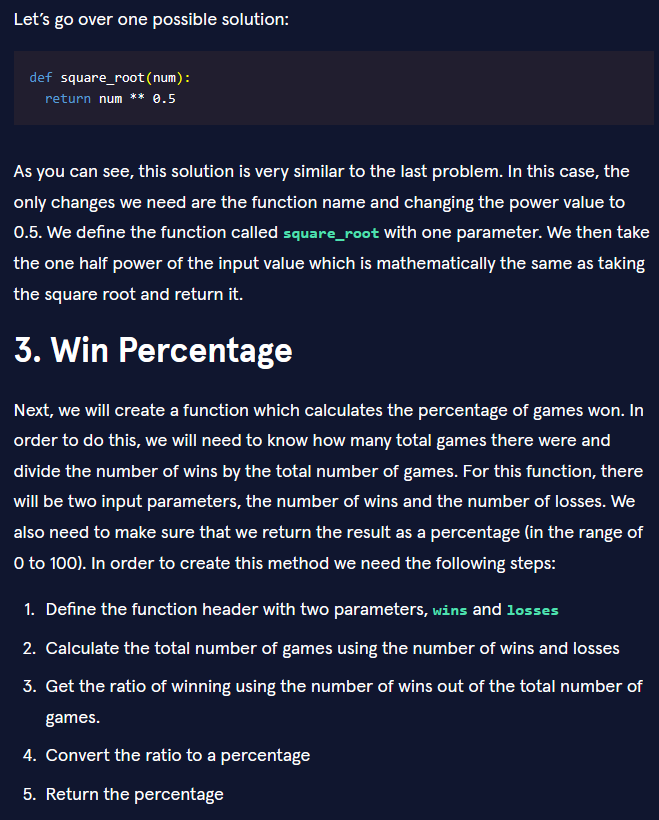 Let’s go over one possible solution:
def square_root(num):
  return num ** 0.5
As you can see, this solution is very similar to the last problem. In this case, the
only changes we need are the function name and changing the power value to
0.5. We define the function called square_root with one parameter. We then take
the one half power of the input value which is mathematically the same as taking
the square root and return it.
3. Win Percentage
Next, we will create a function which calculates the percentage of games won. In
order to do this, we will need to know how many total games there were and
divide the number of wins by the total number of games. For this function, there
will be two input parameters, the number of wins and the number of losses. We
also need to make sure that we return the result as a percentage (in the range of
0 to 100). In order to create this method we need the following steps:
1. Define the function header with two parameters, wins and losses
2. Calculate the total number of games using the number of wins and losses
3. Get the ratio of winning using the number of wins out of the total number of
games.
4. Convert the ratio to a percentage
5. Return the percentage